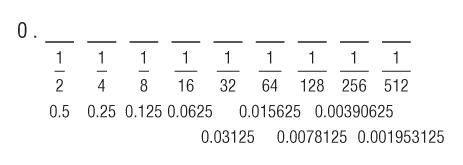 0. __ __ __ __ __ __ __ __ __
1/2 1/4 1/8 1/16 1/32 1/64 1/128 1/256 1/512
0.5 0.25 0.125 0.0625 0.015625 0.00390625
0.03125 0.0078125 0.001953125